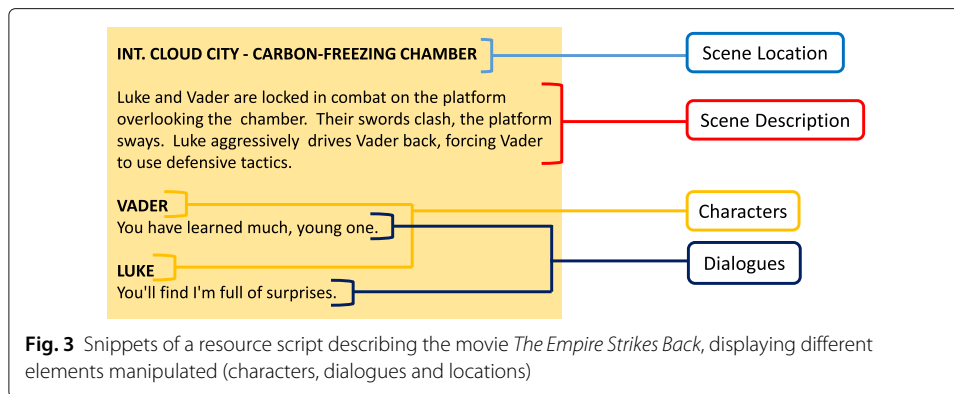 INT. CLOUD CITY - CARBON-FREEZING CHAMBER
Scene Location
Luke and Vader are locked in combat on the platform
overlooking the chamber. Their swords clash, the platform
sways. Luke aggressively drives Vader back, forcing Vader
to use defensive tactics.
Scene Description
VADER
You have learned much, young one.
Characters
LUKE
You'll find I'm full of surprises.
Dialogues
Fig. 3 Snippets of a resource script describing the movie The Empire Strikes Back, displaying different
elements manipulated (characters, dialogues and locations)